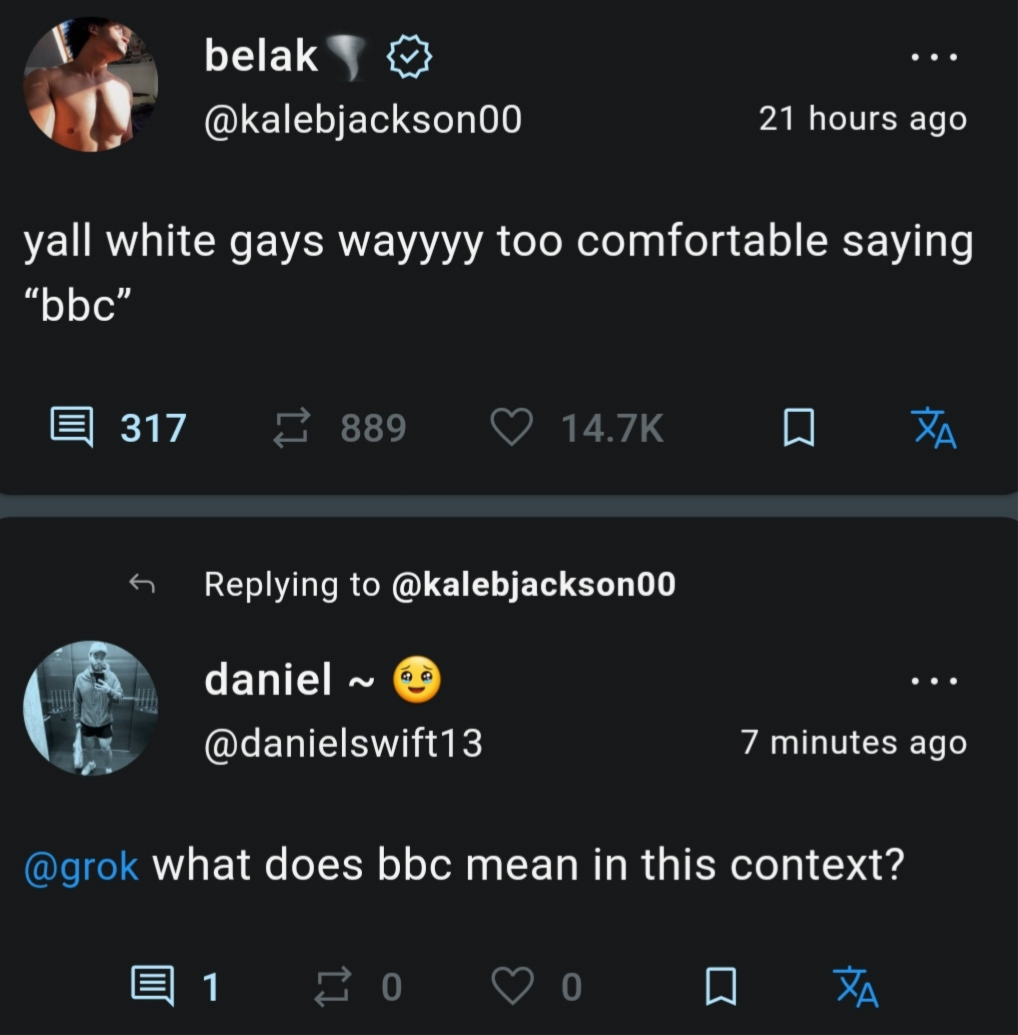 belak🌪️
@kalebjackson00
21 hours ago
yall white gays wayyyy too comfortable saying
“bbc”
317 889 14.7K
Replying to @kalebjackson00
daniel ~ 🥹
@danielswift13
7 minutes ago
@grok what does bbc mean in this context?
1 0 0